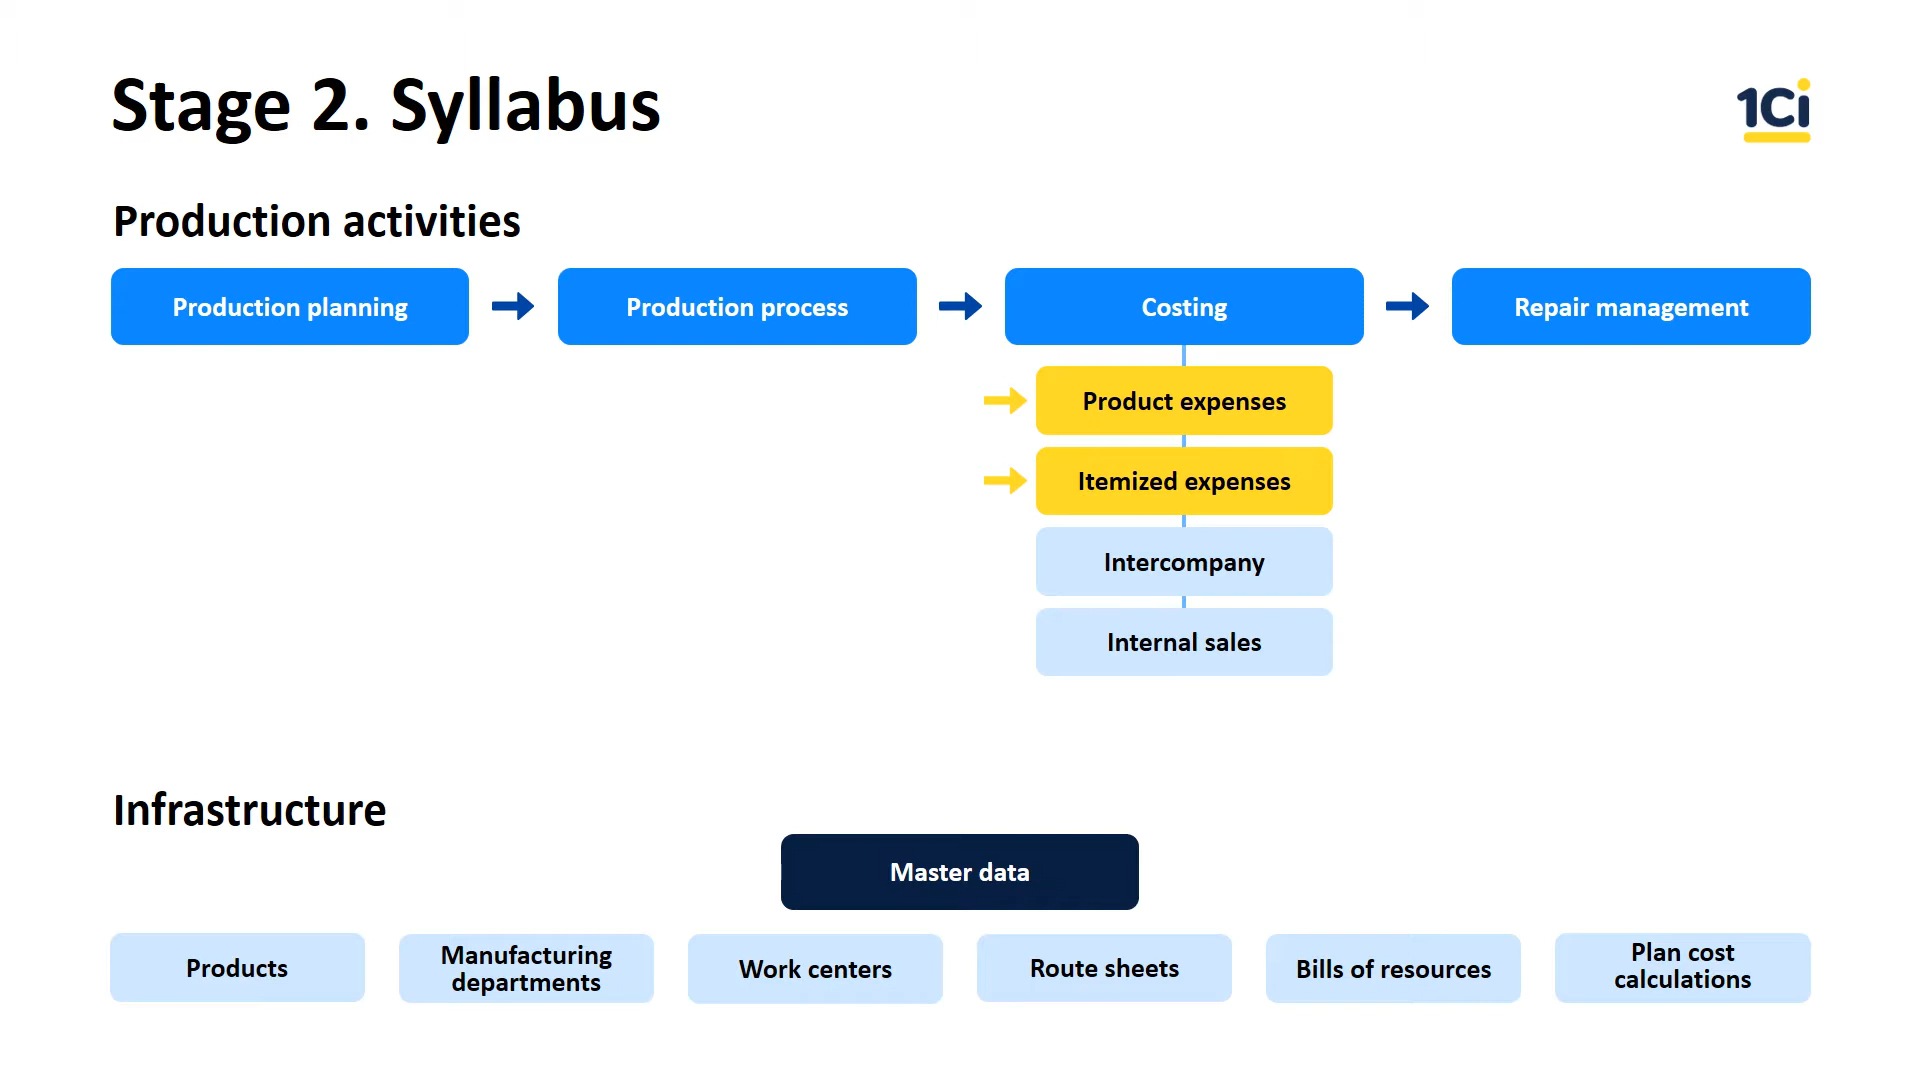 Stage 2. Syllabus
1Ci
Production activities
Production planning
Production process
Costing
Repair management
Product expenses
Itemized expenses
Intercompany
Internal sales
Infrastructure
Master data
Products
Manufacturing
departments
Work centers
Route sheets
Bills of resources
Plan cost
calculations